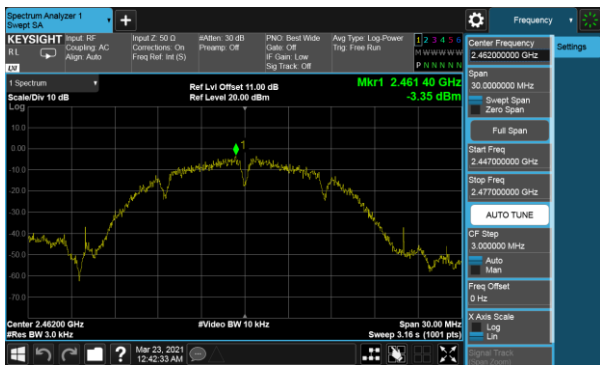 Spectrum Analyzer 1
Swept SA
+
Frequency
KEYSIGHT
RL
Input: RF
Coupling: AC
Align: Auto
Input Z: 50 Ω
Corrections: On
Freq Ref: Int (S)
#Atten: 30 dB
Preamp: Off
PNO: Best Wide
Gate: Off
IF Gain: Low
Sig Track: Off
Avg Type: Log-Power
Trig: Free Run
1 2 3 4 5 6
M W W W W W
P N N N N N
1 Spectrum
Scale/Div 10 dB
Log
Ref Lvl Offset 11.00 dB
Ref Level 20.00 dBm
Mkr1 2.461 40 GHz
-3.35 dBm
10.0
0.00
-10.0
-20.0
-30.0
-40.0
-50.0
-60.0
-70.0
1
Center 2.46200 GHz
#Res BW 3.0 kHz
#Video BW 10 kHz
Span 30.00 MHz
Sweep 3.16 s (1001 pts)
Mar 23, 2021
12:42:33 AM
?
Center Frequency
2.462000000 GHz
Span
30.0000000 MHz
Swept Span
Zero Span
Full Span
Start Freq
2.447000000 GHz
Stop Freq
2.477000000 GHz
AUTO TUNE
CF Step
3.000000 MHz
Auto
Man
Freq Offset
0 Hz
X Axis Scale
Log
Lin
Signal Track
(Span Zoom)
Settings